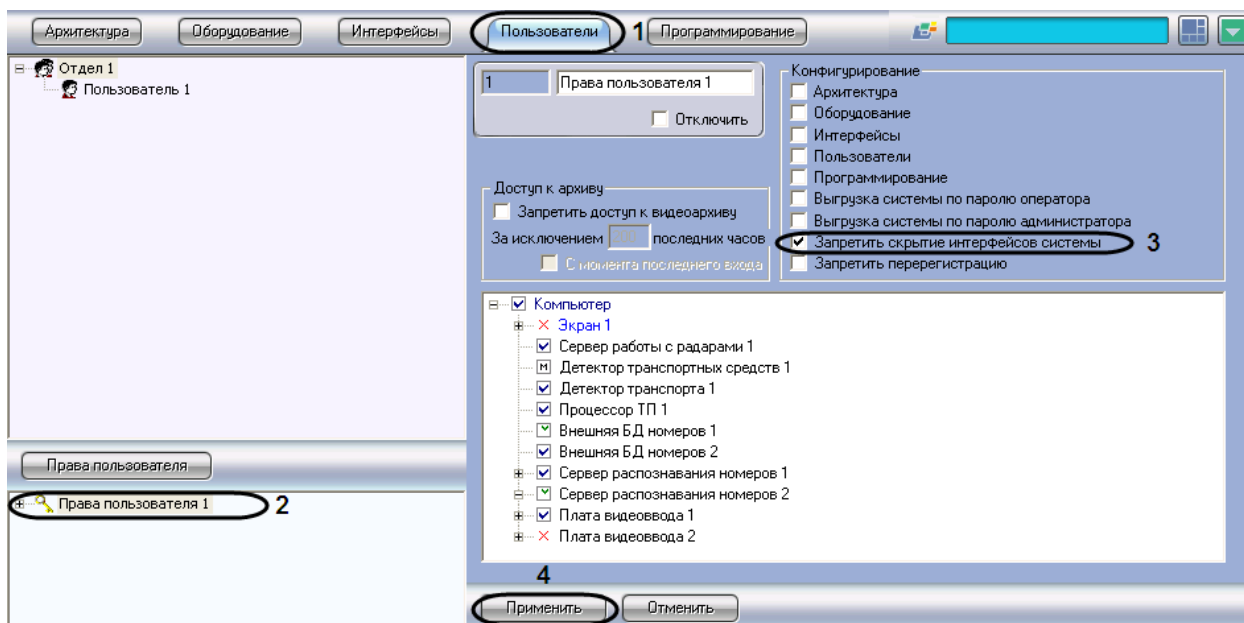 Архитектура Оборудование Интерфейсы Пользователи 1 Программирование
Отдел 1
Пользователь 1
Права пользователя
Права пользователя 1 2
1 Права пользователя 1
Отключить
Доступ к архиву
Запретить доступ к видеоархиву
За исключением последних часов
С момента последнего входа
Конфигурирование
Архитектура
Оборудование
Интерфейсы
Пользователи
Программирование
Выгрузка системы по паролю оператора
Выгрузка системы по паролю администратора
Запретить скрытие интерфейсов системы 3
Запретить перерегистрацию
Компьютер
Экран 1
Сервер работы с радарами 1
М Детектор транспортных средств 1
Детектор транспорта 1
Процессор ТП 1
Внешняя БД номеров 1
Внешняя БД номеров 2
Сервер распознавания номеров 1
Сервер распознавания номеров 2
Плата видеоввода 1
Плата видеоввода 2
4
Применить Отменить